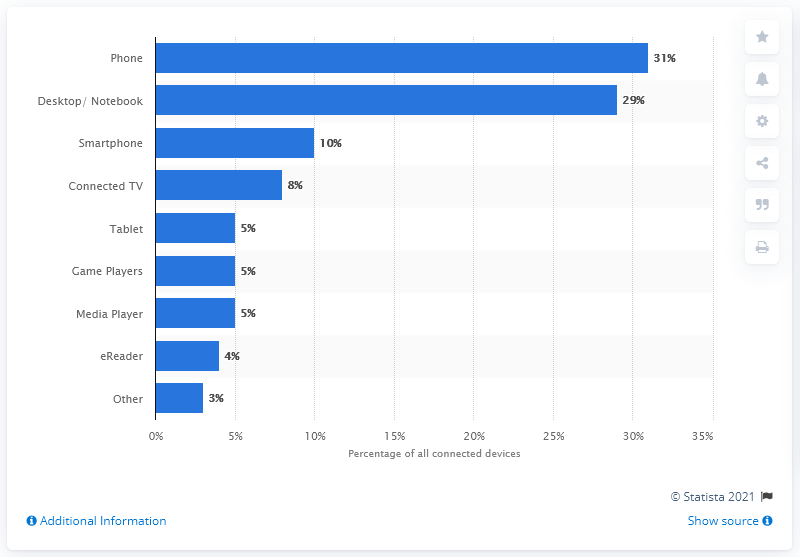 Phone 31%
Desktop/ Notebook 29%
Smartphone 10%
Connected TV 8%
Tablet 5%
Game Players 5%
Media Player 5%
eReader 4%
Other 3%
0% 5% 10% 15% 20% 25% 30% 35%
Percentage of all connected devices
© Statista 2021
Additional Information Show source